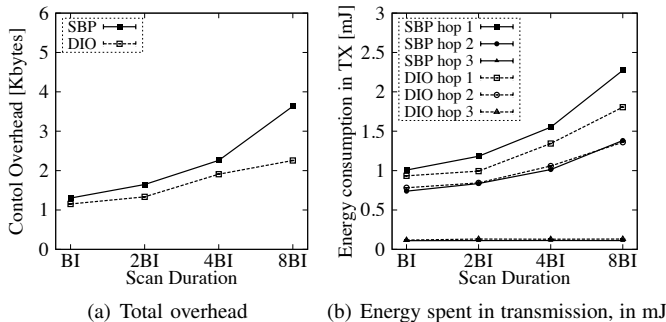 SBP
DIO
Contol Overhead [Kbytes]
6
5
4
3
2
1
0
BI
2BI
4BI
8BI
Scan Duration
(a) Total overhead
SBP hop 1
SBP hop 2
SBP hop 3
DIO hop 1
DIO hop 2
DIO hop 3
Energy consumption in TX [mJ]
3
2.5
2
1.5
1
0.5
0
BI
2BI
4BI
8BI
Scan Duration
(b) Energy spent in transmission, in mJ